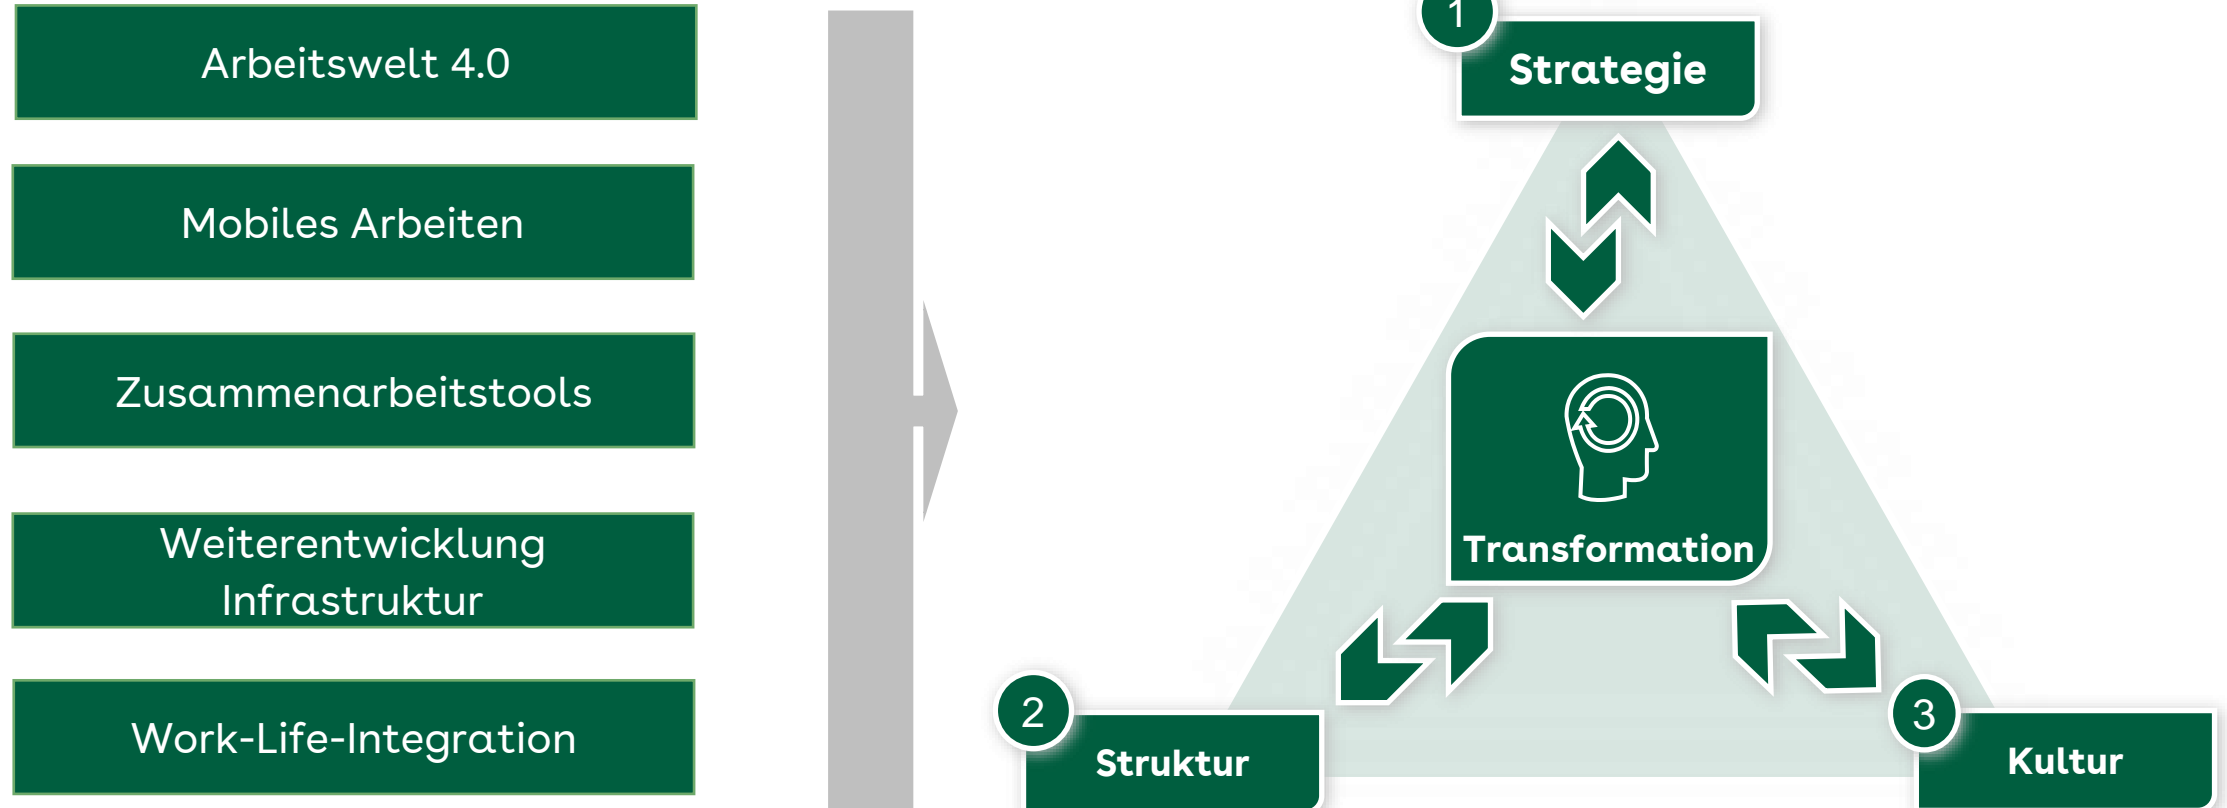 Arbeitswelt 4.0
Mobiles Arbeiten
Zusammenarbeitstools
Weiterentwicklung
Infrastruktur
Work-Life-Integration
1
Strategie
Transformation
2
Struktur
3
Kultur